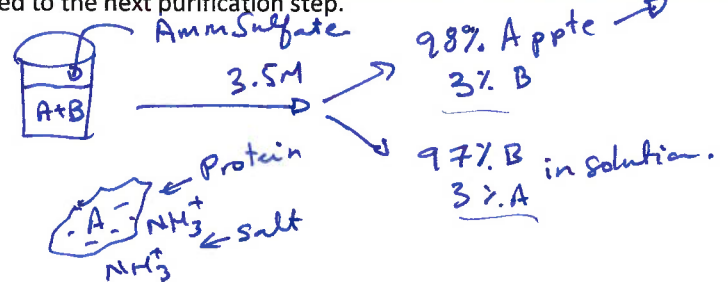 ed to the next purification step.
Amm Sulfate
98% A ppte
3.5M
3% B
A+B
97% B in solution.
3%. A
Protein
A
NH3+
salt
NH3+